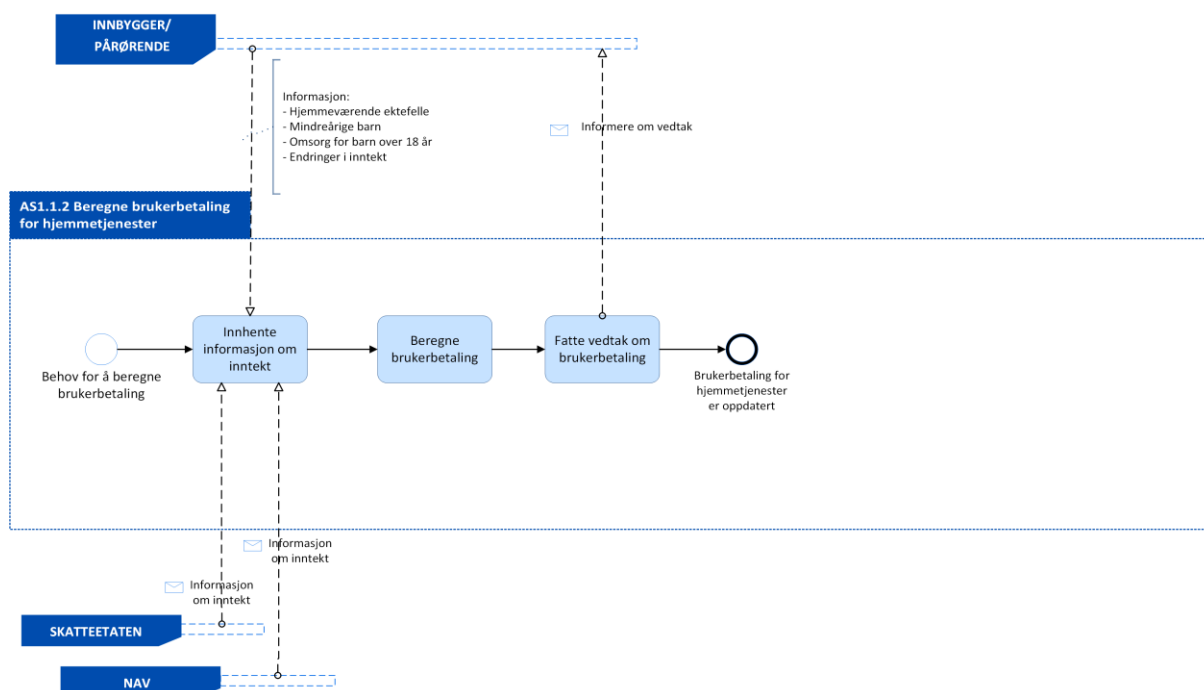 INNBYGGER/
PÅRØRENDE
Informasjon:
- Hjemmeværende ektefelle
- Mindreårige barn
- Omsorg for barn over 18 år
- Endringer i inntekt
Informere om vedtak
AS1.1.2 Beregne brukerbetaling
for hjemmetjenester
Behov for å beregne
brukerbetaling
Innhente
informasjon om
inntekt
Beregne
brukerbetaling
Fatte vedtak om
brukerbetaling
Brukerbetaling for
hjemmetjenester
er oppdatert
Informasjon
om inntekt
Informasjon
om inntekt
SKATTEETATEN
NAV